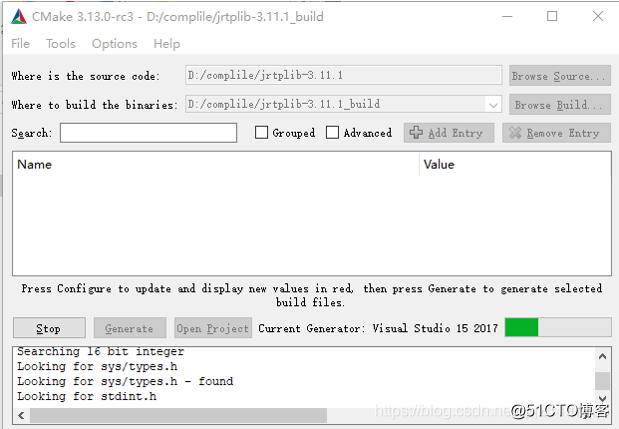 CMake 3.13.0-rc3 - D:/complile/jrtplib-3.11.1_build
File Tools Options Help
Where is the source code: D:/complile/jrtplib-3.11.1 Browse Source...
Where to build the binaries: D:/complile/jrtplib-3.11.1_build Browse Build...
Search: Grouped Advanced Add Entry Remove Entry
Name Value
Press Configure to update and display new values in red, then press Generate to generate selected
build files.
Stop Generate Open Project Current Generator: Visual Studio 15 2017
Searching 16 bit integer
Looking for sys/types.h
Looking for sys/types.h - found
Looking for stdint.h
https://blog.csdn.ne
@51CTO博客